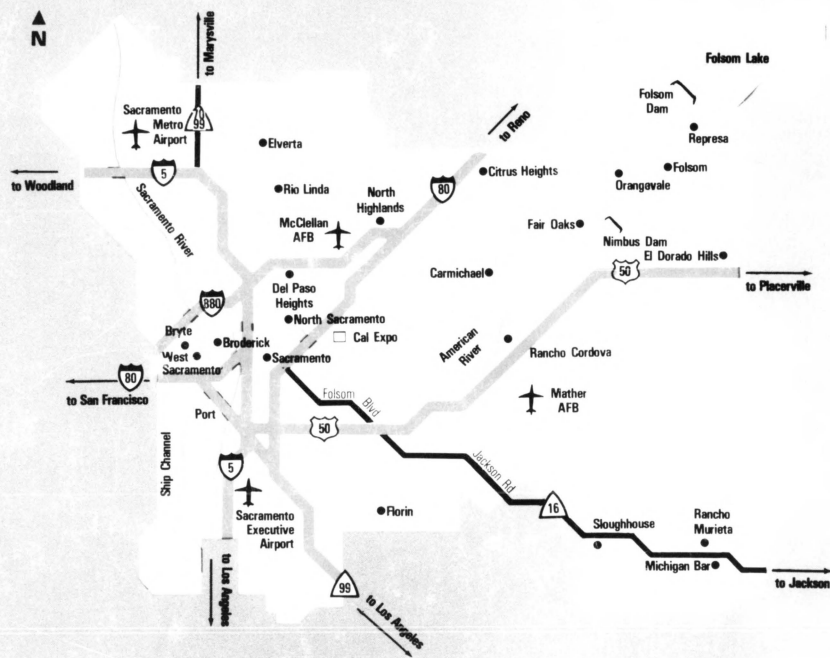 N
to Marysville
70
99
Sacramento
Metro
Airport
Elverta
to Reno
Folsom Lake
Folsom
Dam
Represa
to Woodland
5
Sacramento River
Rio Linda
McClellan
AFB
North
Highlands
80
Citrus Heights
Orangevale
Folsom
Fair Oaks
Nimbus Dam
El Dorado Hills
50
to Placerville
Carmichael
Del Paso
Heights
880
North Sacramento
Cal Expo
Bryte
Broderick
West
Sacramento
Sacramento
American
River
Rancho Cordova
80
to San Francisco
Port
Folsom
Blvd
Mather
AFB
50
Ship Channel
5
Jackson Rd
16
Sacramento
Executive
Airport
Florin
Sloughhouse
Rancho
Murieta
Michigan Bar
to Jackson
to Los Angeles
99
to Los Angeles